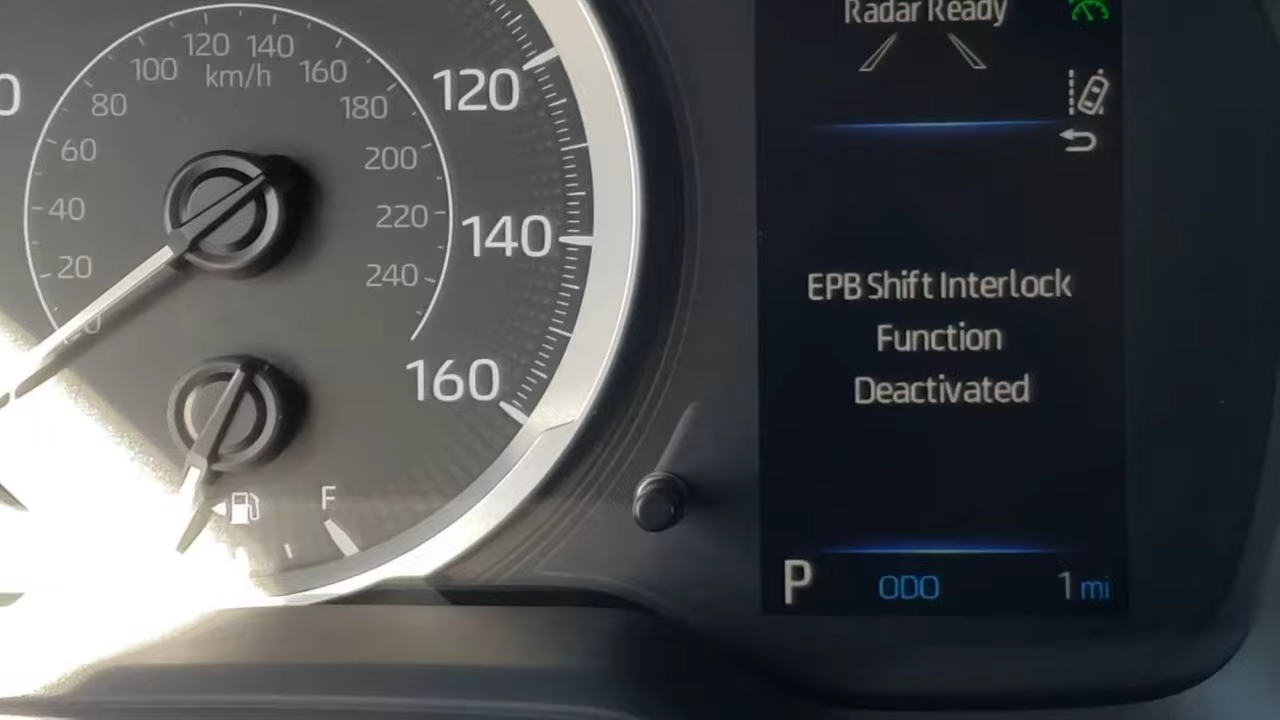 Radar Ready
120 140
100 km/h 160
80 180
120
60 200
40 220
140
20 240
0
EPB Shift Interlock
Function
Deactivated
160
F
P ODO 1 mi